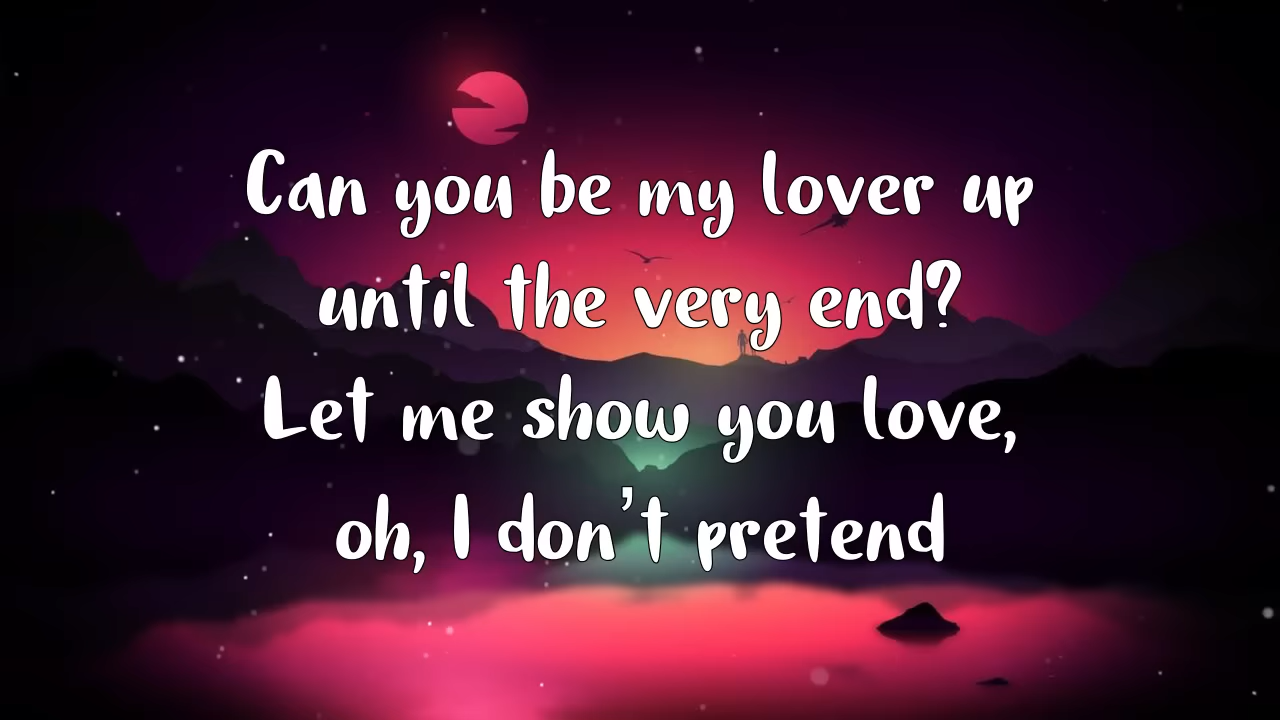 Can you be my lover up
until the very end?
Let me show you love,
oh, I don't pretend